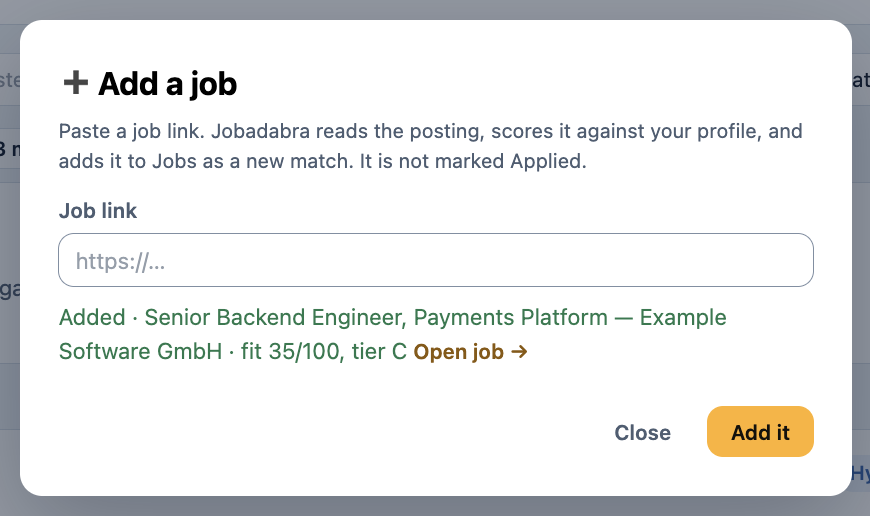 ➕ Add a job
Paste a job link. Jobadabra reads the posting, scores it against your profile, and
adds it to Jobs as a new match. It is not marked Applied.
Job link
https://...
Added · Senior Backend Engineer, Payments Platform — Example
Software GmbH · fit 35/100, tier C Open job →
Close
Add it